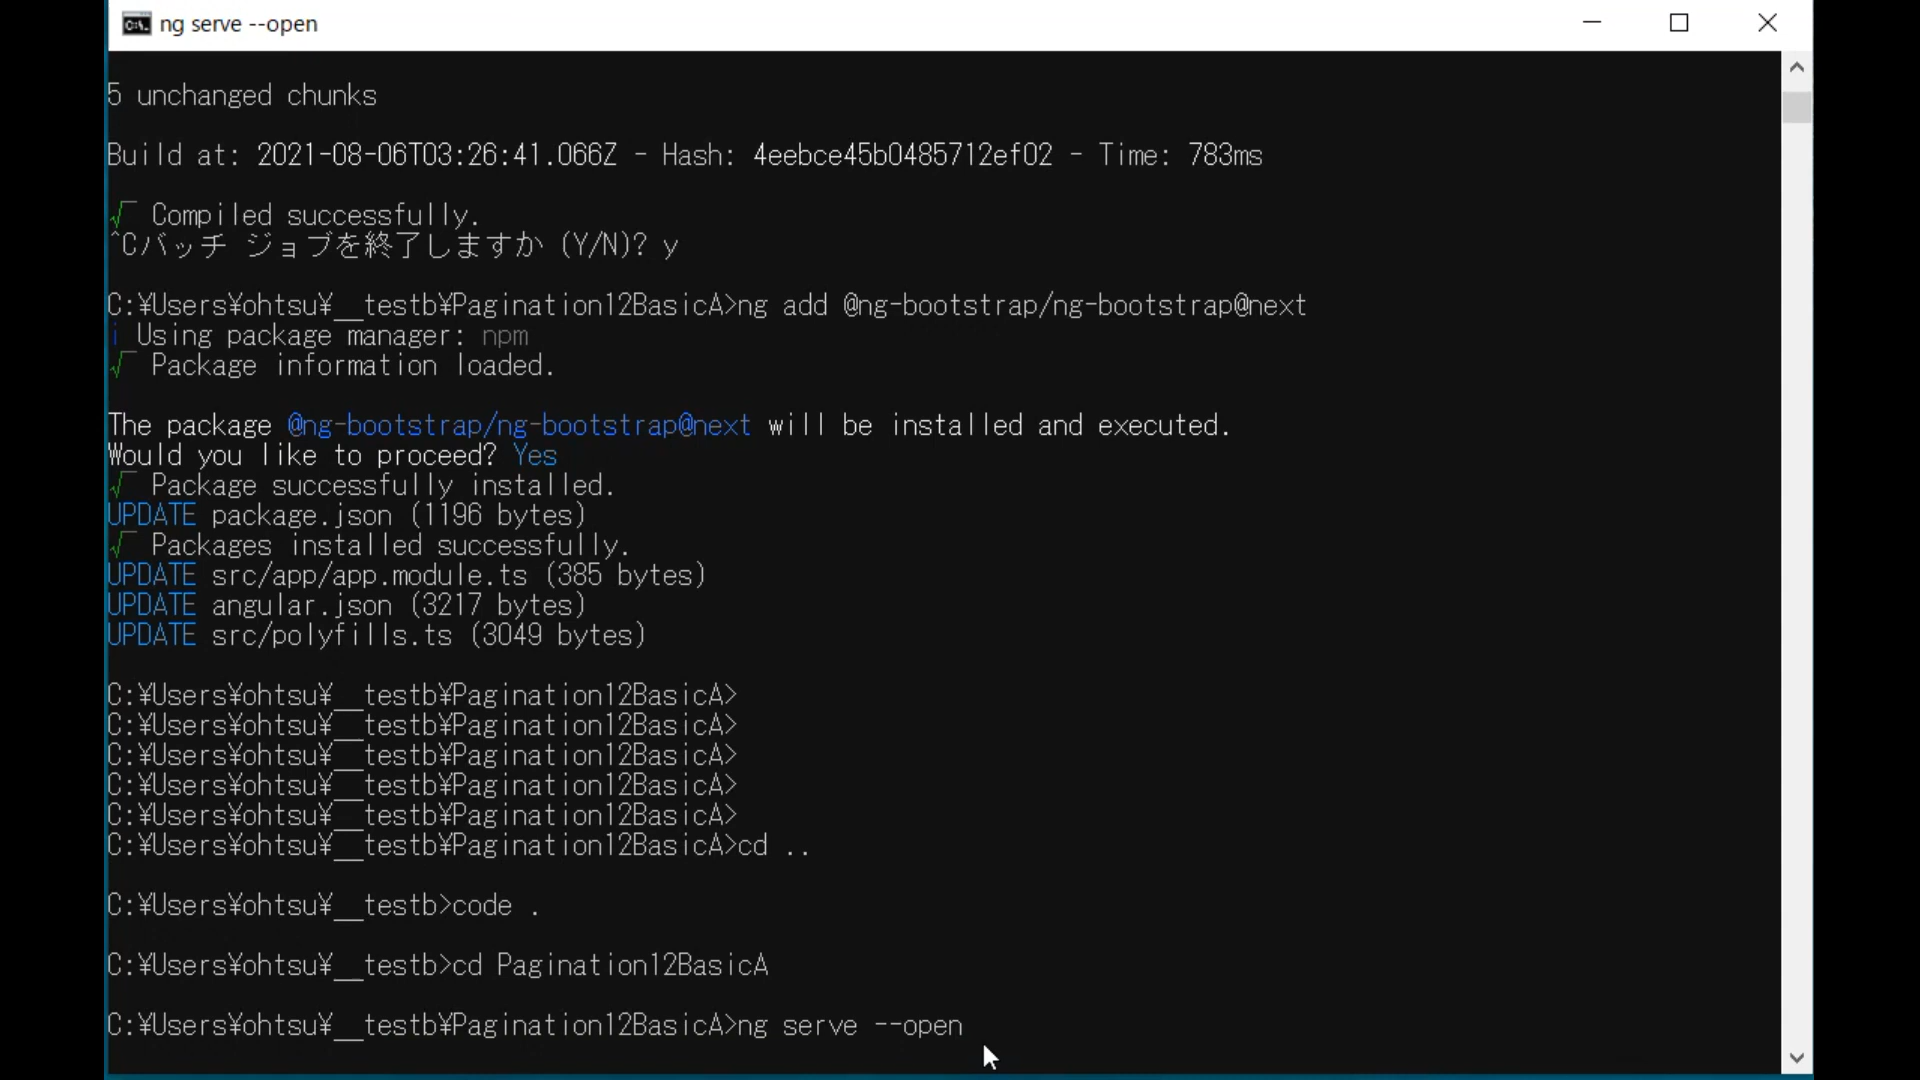 ng serve --open
5 unchanged chunks
Build at: 2021-08-06T03:26:41.066Z - Hash: 4eebce45b0485712ef02 - Time: 783ms
√ Compiled successfully.
^Cバッチ ジョブを終了しますか (Y/N)? y
C:¥Users¥ohtsu¥__testb¥Pagination12BasicA>ng add @ng-bootstrap/ng-bootstrap@next
i Using package manager: npm
√ Package information loaded.
The package @ng-bootstrap/ng-bootstrap@next will be installed and executed.
Would you like to proceed? Yes
√ Package successfully installed.
UPDATE package.json (1196 bytes)
√ Packages installed successfully.
UPDATE src/app/app.module.ts (385 bytes)
UPDATE angular.json (3217 bytes)
UPDATE src/polyfills.ts (3049 bytes)
C:¥Users¥ohtsu¥__testb¥Pagination12BasicA>
C:¥Users¥ohtsu¥__testb¥Pagination12BasicA>
C:¥Users¥ohtsu¥__testb¥Pagination12BasicA>
C:¥Users¥ohtsu¥__testb¥Pagination12BasicA>
C:¥Users¥ohtsu¥__testb¥Pagination12BasicA>
C:¥Users¥ohtsu¥__testb¥Pagination12BasicA>cd ..
C:¥Users¥ohtsu¥__testb>code .
C:¥Users¥ohtsu¥__testb>cd Pagination12BasicA
C:¥Users¥ohtsu¥__testb¥Pagination12BasicA>ng serve --open